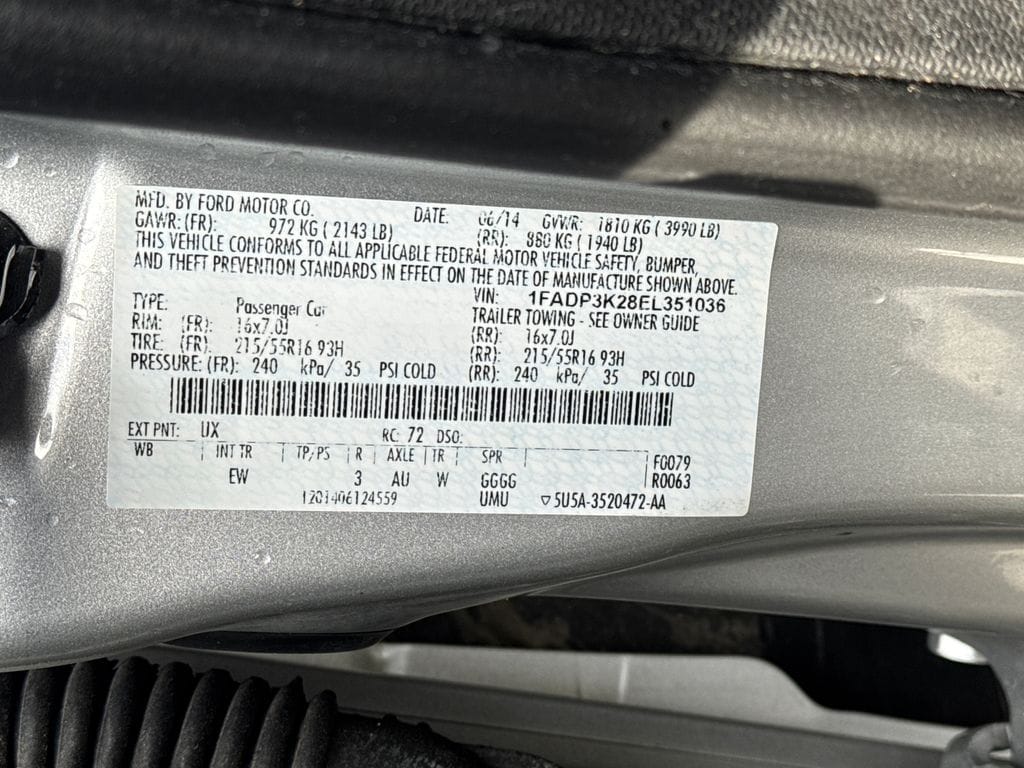 MFD. BY FORD MOTOR CO. DATE: 06/14 GVWR: 1810 KG ( 3990 LB)
GAWR: (FR): 972 KG ( 2143 LB) (RR): 880 KG ( 1940 LB)
THIS VEHICLE CONFORMS TO ALL APPLICABLE FEDERAL MOTOR VEHICLE SAFETY, BUMPER,
AND THEFT PREVENTION STANDARDS IN EFFECT ON THE DATE OF MANUFACTURE SHOWN ABOVE.
VIN: 1FADP3K28EL351036
TYPE: Passenger Car TRAILER TOWING - SEE OWNER GUIDE
RIM: (FR): 16x7.0J (RR): 16x7.0J
TIRE: (FR): 215/55R16 93H (RR): 215/55R16 93H
PRESSURE: (FR): 240 kPa/ 35 PSI COLD (RR): 240 kPa/ 35 PSI COLD
EXT PNT: UX RC: 72 DSO:
WB INT TR TP/PS R AXLE TR SPR F0079
EW 3 AU W GGGG R0063
1201406124559 UMU ▽5U5A-3520472-AA